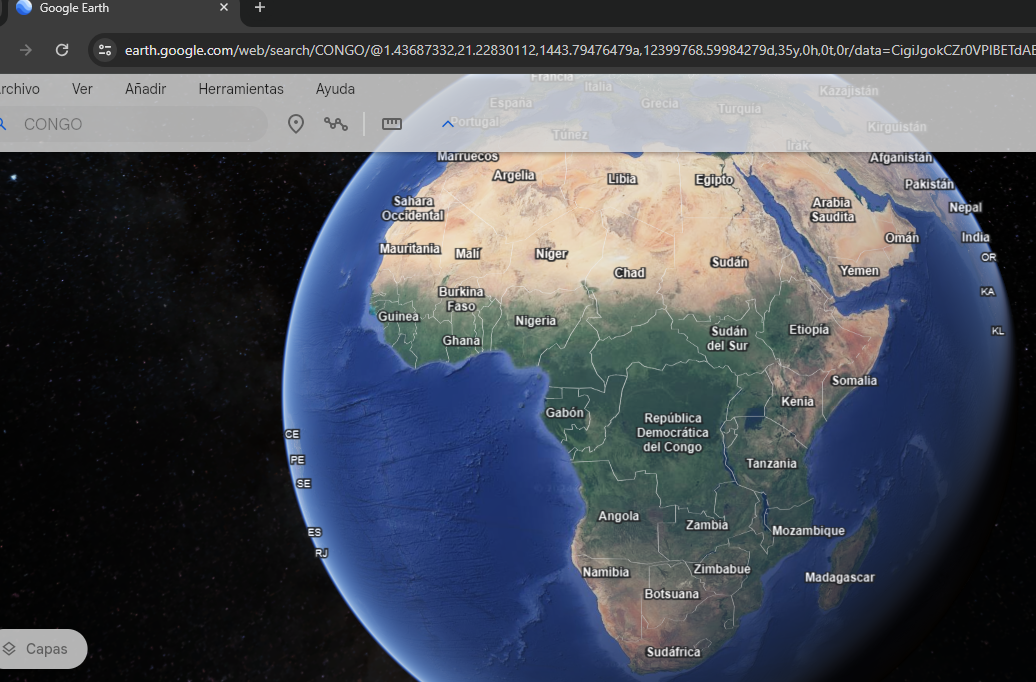 Google Earth
earth.google.com/web/search/CONGO/@1.43687332,21.22830112,1443.79476479a,12399768.59984279d,35y,0h,0t,0r/data=CigiJgokCZr0VPlBETdAE
rchivo Ver Añadir Herramientas Ayuda
CONGO
Francia
Italia
España
Grecia
Turquía
Kazajistán
Portugal
Túnez
Kirguistán
Irak
Marruecos
Afganistán
Argelia
Libia
Egipto
Pakistán
Sahara
Occidental
Arabia
Saudita
Nepal
Omán
India
Mauritania
Malí
Níger
Chad
Sudán
Yemen
OR
Burkina
Faso
KA
Guinea
Nigeria
Ghana
Sudán
del Sur
Etiopía
KL
Somalia
Kenia
Gabón
República
Democrática
del Congo
CE
PE
Tanzania
SE
Angola
Zambia
Mozambique
ES
RJ
Namibia
Zimbabue
Madagascar
Botsuana
Sudáfrica
Capas